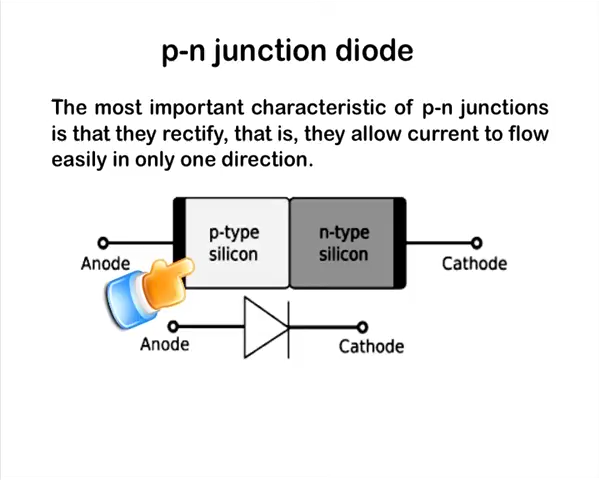 p-n junction diode
The most important characteristic of p-n junctions
is that they rectify, that is, they allow current to flow
easily in only one direction.
p-type
silicon
n-type
silicon
Anode
Cathode
Anode
Cathode